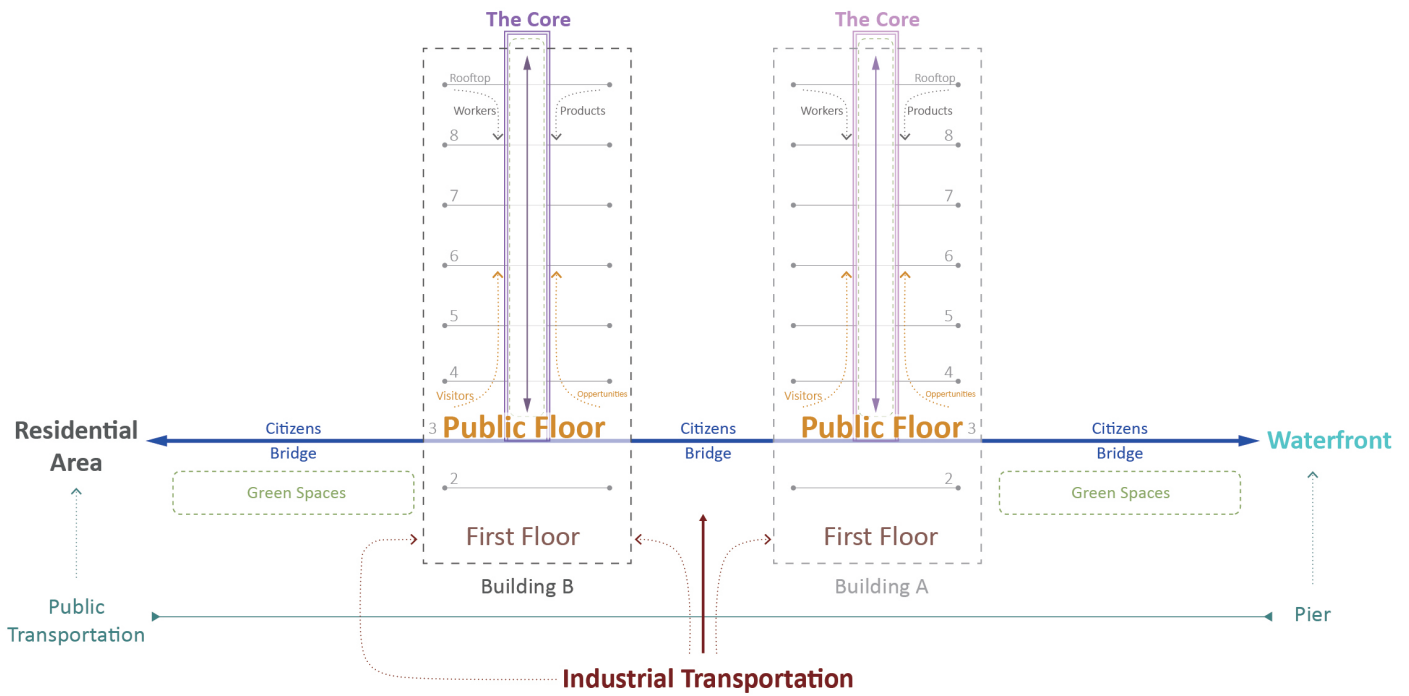 The Core
The Core
Rooftop
Rooftop
Workers
Products
Workers
Products
8
8
7
7
6
6
5
5
4
4
Visitors
Oppertunities
Visitors
Oppertunities
Residential
Area
Citizens
Bridge
3
Public Floor
Citizens
Bridge
Public Floor
3
Citizens
Bridge
Waterfront
Green Spaces
2
2
Green Spaces
First Floor
First Floor
Building B
Building A
Public
Transportation
Pier
Industrial Transportation